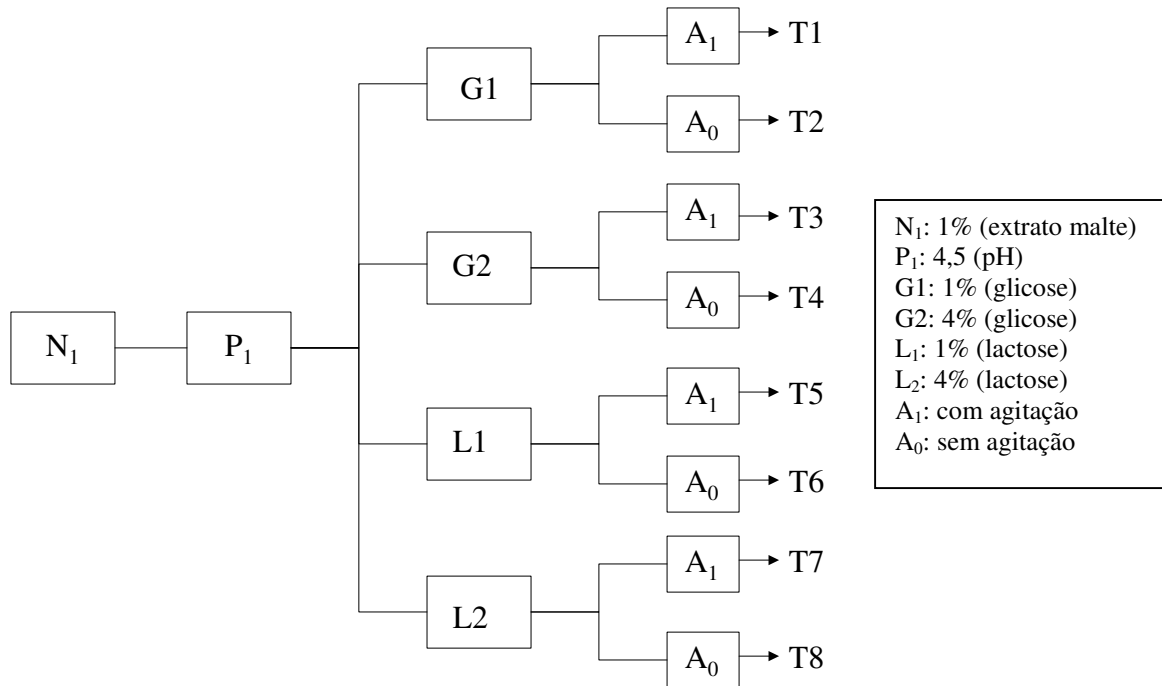 A₁ T1
G1
A₀ T2
A₁ T3
G2
A₀ T4
N₁ P₁
A₁ T5
L1
A₀ T6
A₁ T7
L2
A₀ T8
N₁: 1% (extrato malte)
P₁: 4,5 (pH)
G1: 1% (glicose)
G2: 4% (glicose)
L₁: 1% (lactose)
L₂: 4% (lactose)
A₁: com agitação
A₀: sem agitação